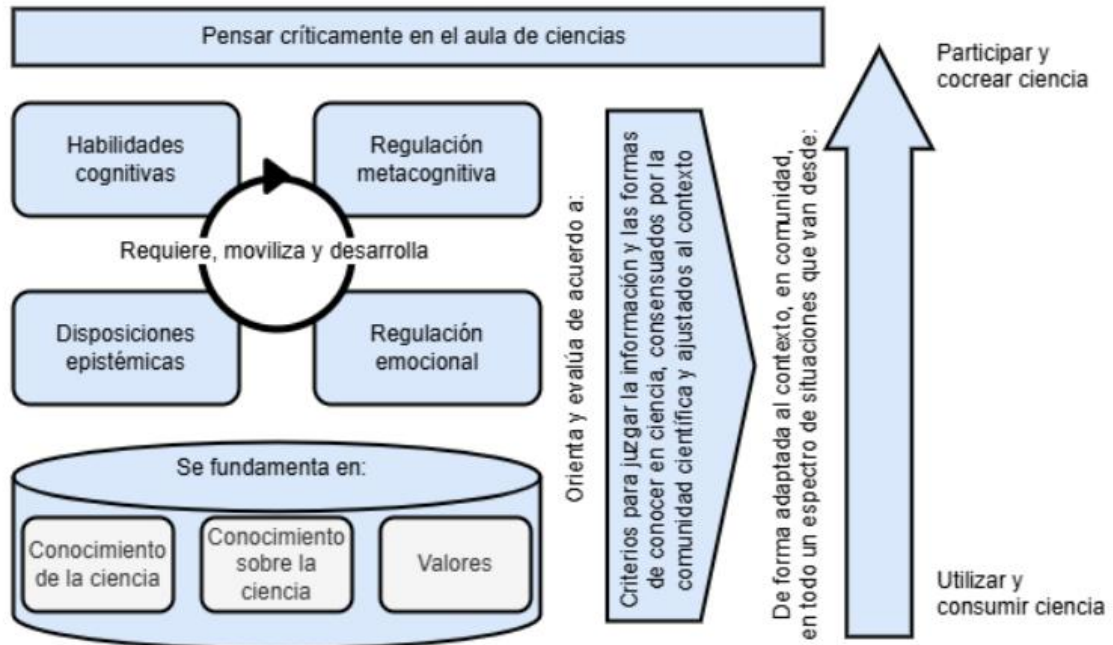 Pensar críticamente en el aula de ciencias
Habilidades
cognitivas
Regulación
metacognitiva
Requiere, moviliza y desarrolla
Disposiciones
epistémicas
Regulación
emocional
Se fundamenta en:
Conocimiento
de la ciencia
Conocimiento
sobre la
ciencia
Valores
Orienta y evalúa de acuerdo a:
Criterios para juzgar la información y las formas
de conocer en ciencia, consensuados por la
comunidad científica y ajustados al contexto
De forma adaptada al contexto, en comunidad,
en todo un espectro de situaciones que van desde:
Participar y
cocrear ciencia
Utilizar y
consumir ciencia